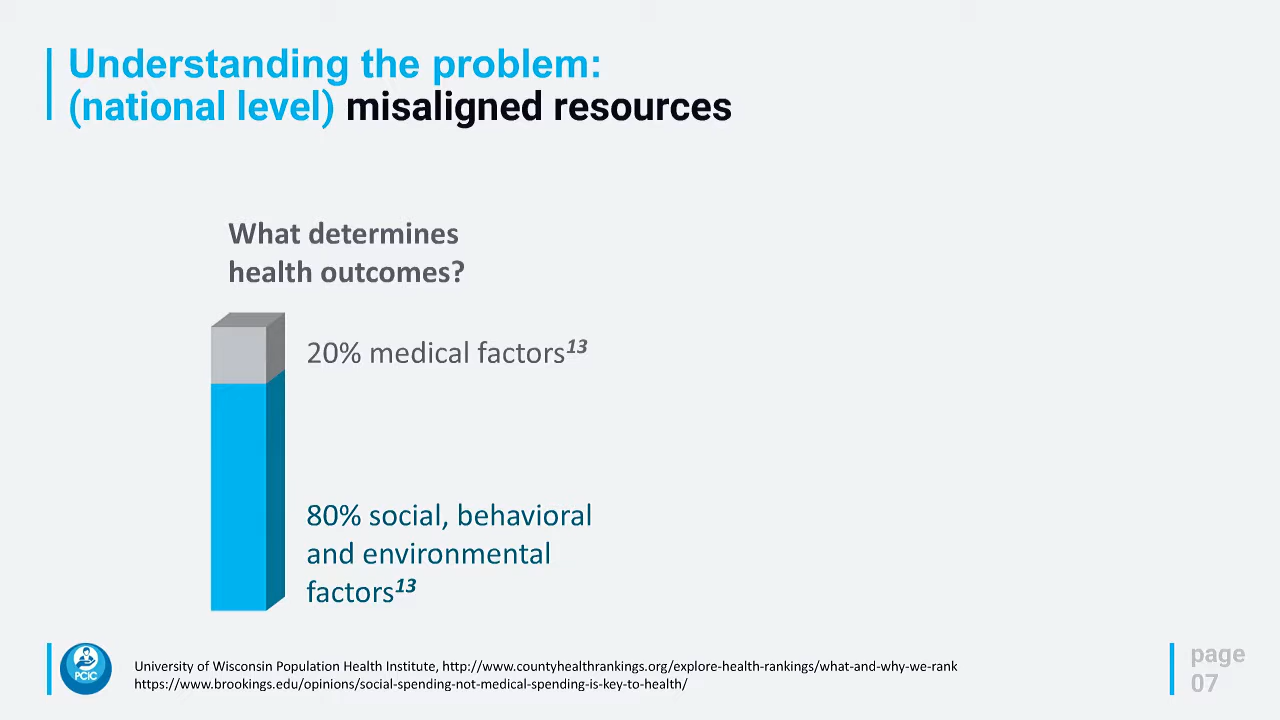 Understanding the problem:
(national level) misaligned resources
What determines
health outcomes?
20% medical factors13
80% social, behavioral
and environmental
factors13
PCIC
University of Wisconsin Population Health Institute, http://www.countyhealthrankings.org/explore-health-rankings/what-and-why-we-rank
https://www.brookings.edu/opinions/social-spending-not-medical-spending-is-key-to-health/
page
07